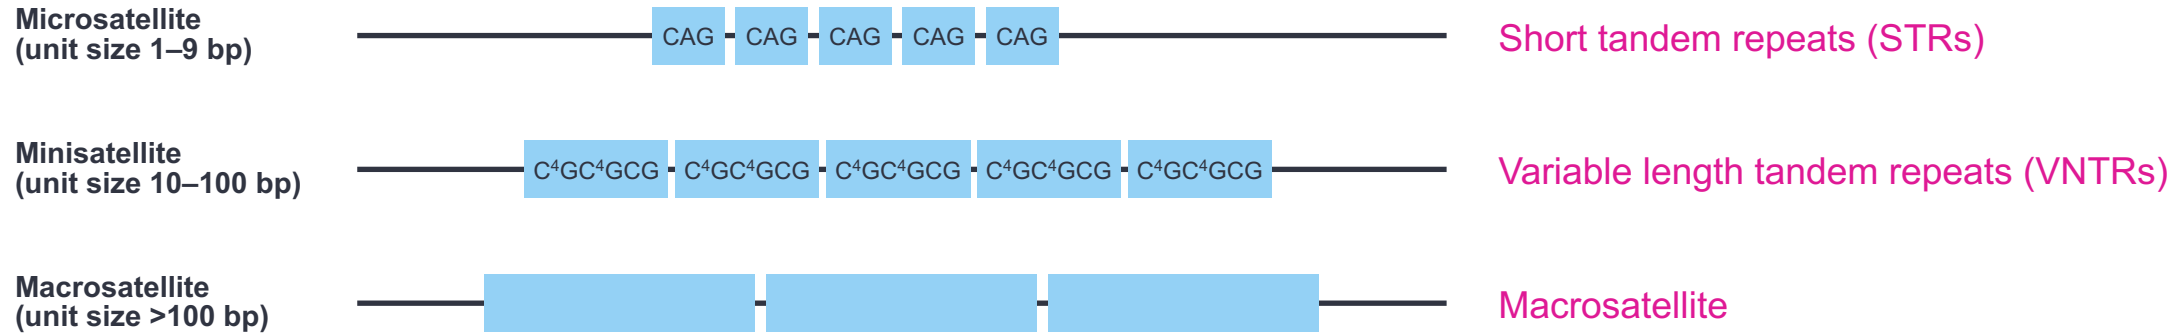 Microsatellite
(unit size 1–9 bp)
CAG CAG CAG CAG CAG
Short tandem repeats (STRs)
Minisatellite
(unit size 10–100 bp)
C⁴GC⁴GCG C⁴GC⁴GCG C⁴GC⁴GCG C⁴GC⁴GCG C⁴GC⁴GCG
Variable length tandem repeats (VNTRs)
Macrosatellite
(unit size >100 bp)
Macrosatellite